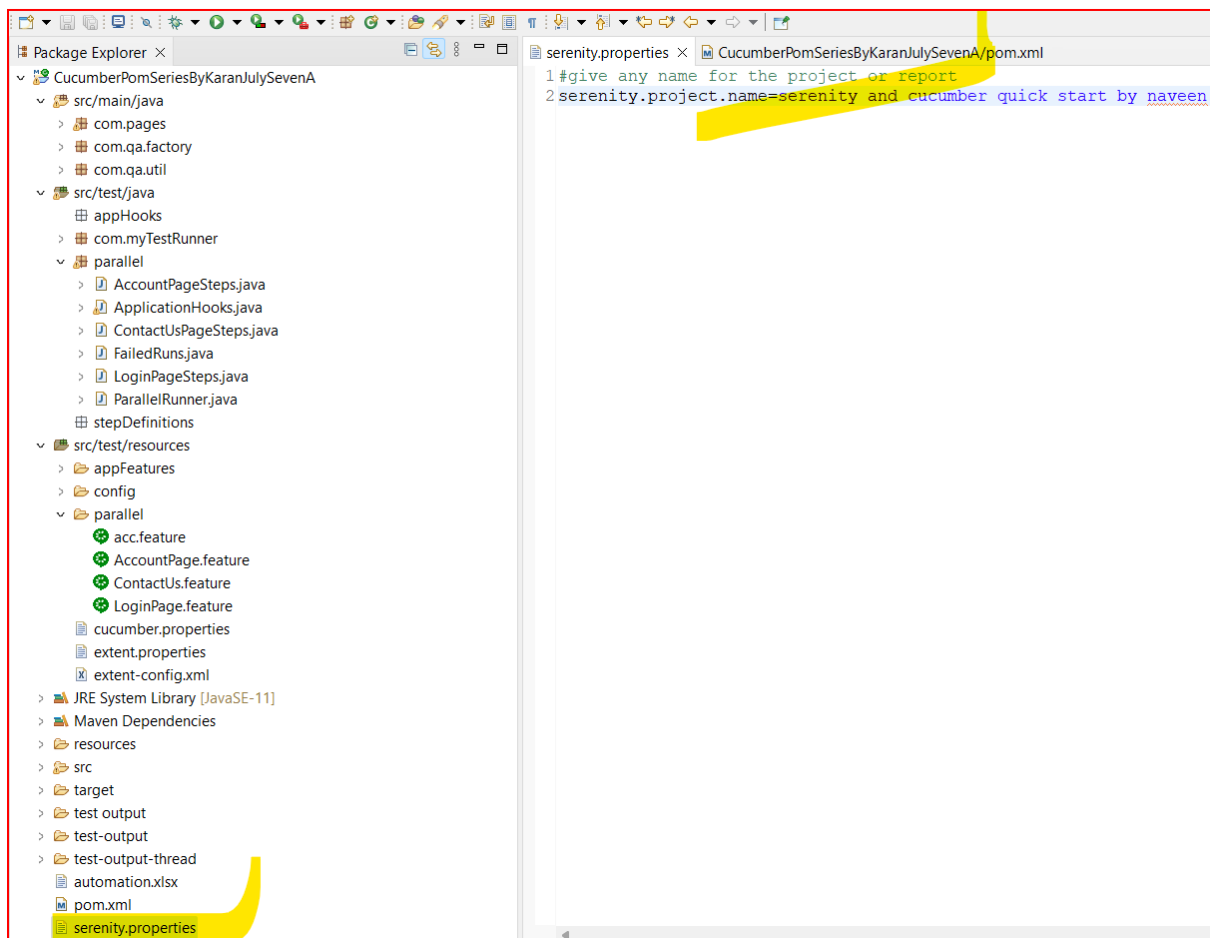 Package Explorer
serenity.properties
CucumberPomSeriesByKaranJulySevenA/pom.xml
CucumberPomSeriesByKaranJulySevenA
src/main/java
com.pages
com.qa.factory
com.qa.util
src/test/java
appHooks
com.myTestRunner
parallel
AccountPageSteps.java
ApplicationHooks.java
ContactUsPageSteps.java
FailedRuns.java
LoginPageSteps.java
ParallelRunner.java
stepDefinitions
src/test/resources
appFeatures
config
parallel
acc.feature
AccountPage.feature
ContactUs.feature
LoginPage.feature
cucumber.properties
extent.properties
extent-config.xml
JRE System Library [JavaSE-11]
Maven Dependencies
resources
src
target
test output
test-output
test-output-thread
automation.xlsx
pom.xml
serenity.properties
1 #give any name for the project or report
2 serenity.project.name=serenity and cucumber quick start by naveen